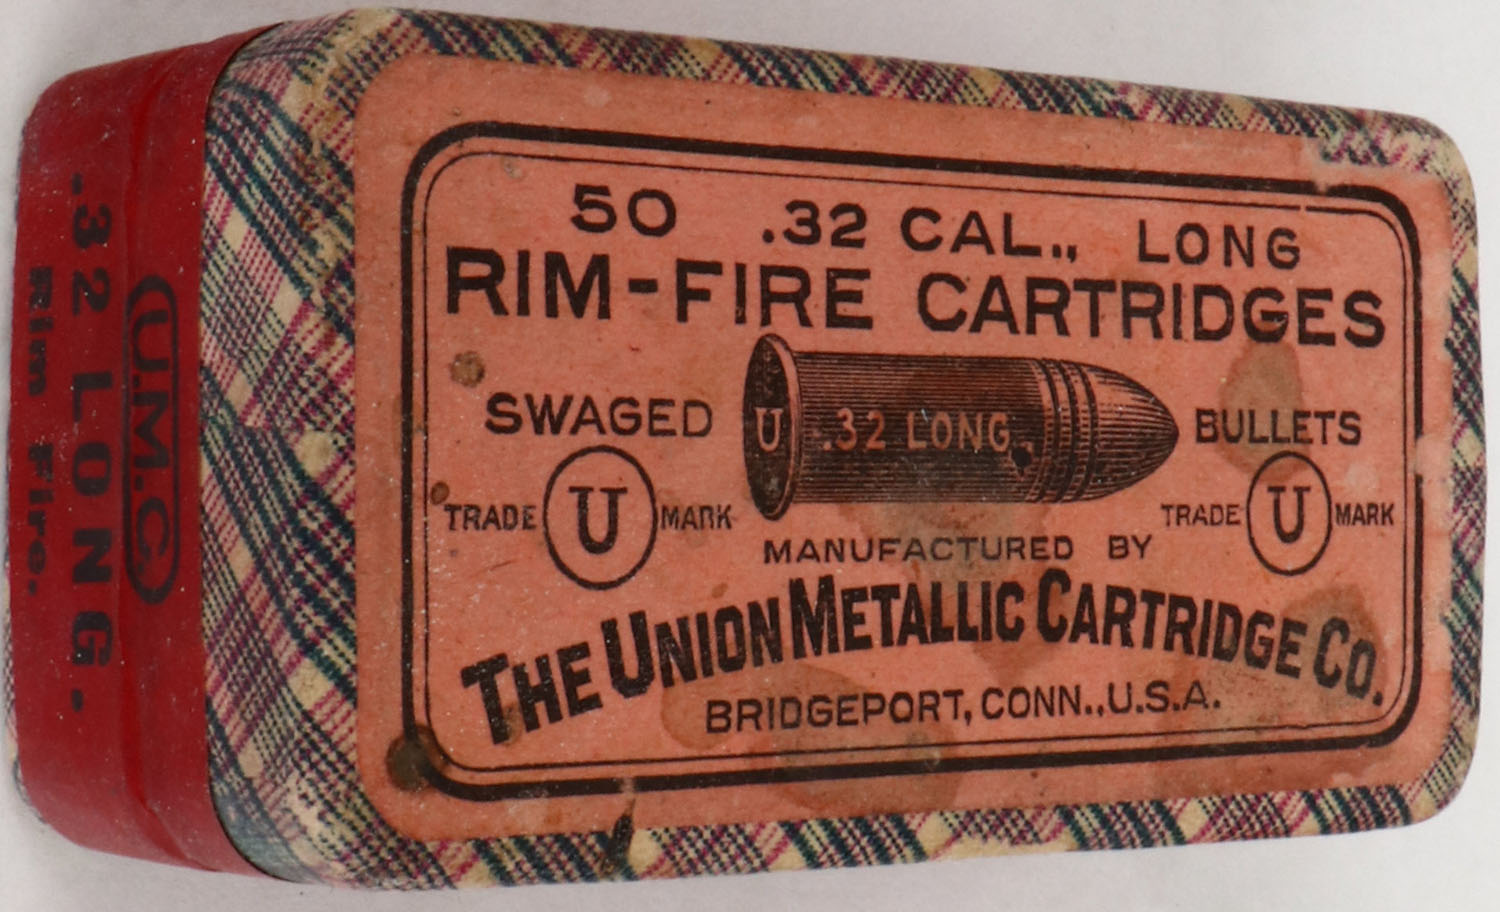 50 .32 CAL., LONG
RIM-FIRE CARTRIDGES
SWAGED BULLETS
U .32 LONG
TRADE U MARK TRADE U MARK
MANUFACTURED BY
THE UNION METALLIC CARTRIDGE CO.
BRIDGEPORT, CONN., U.S.A.
U.M.C.
.32 LONG.
Rim Fire.